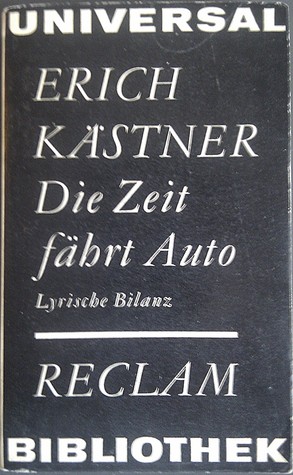 UNIVERSAL
ERICH
KÄSTNER
Die Zeit
fährt Auto
Lyrische Bilanz
RECLAM
BIBLIOTHEK